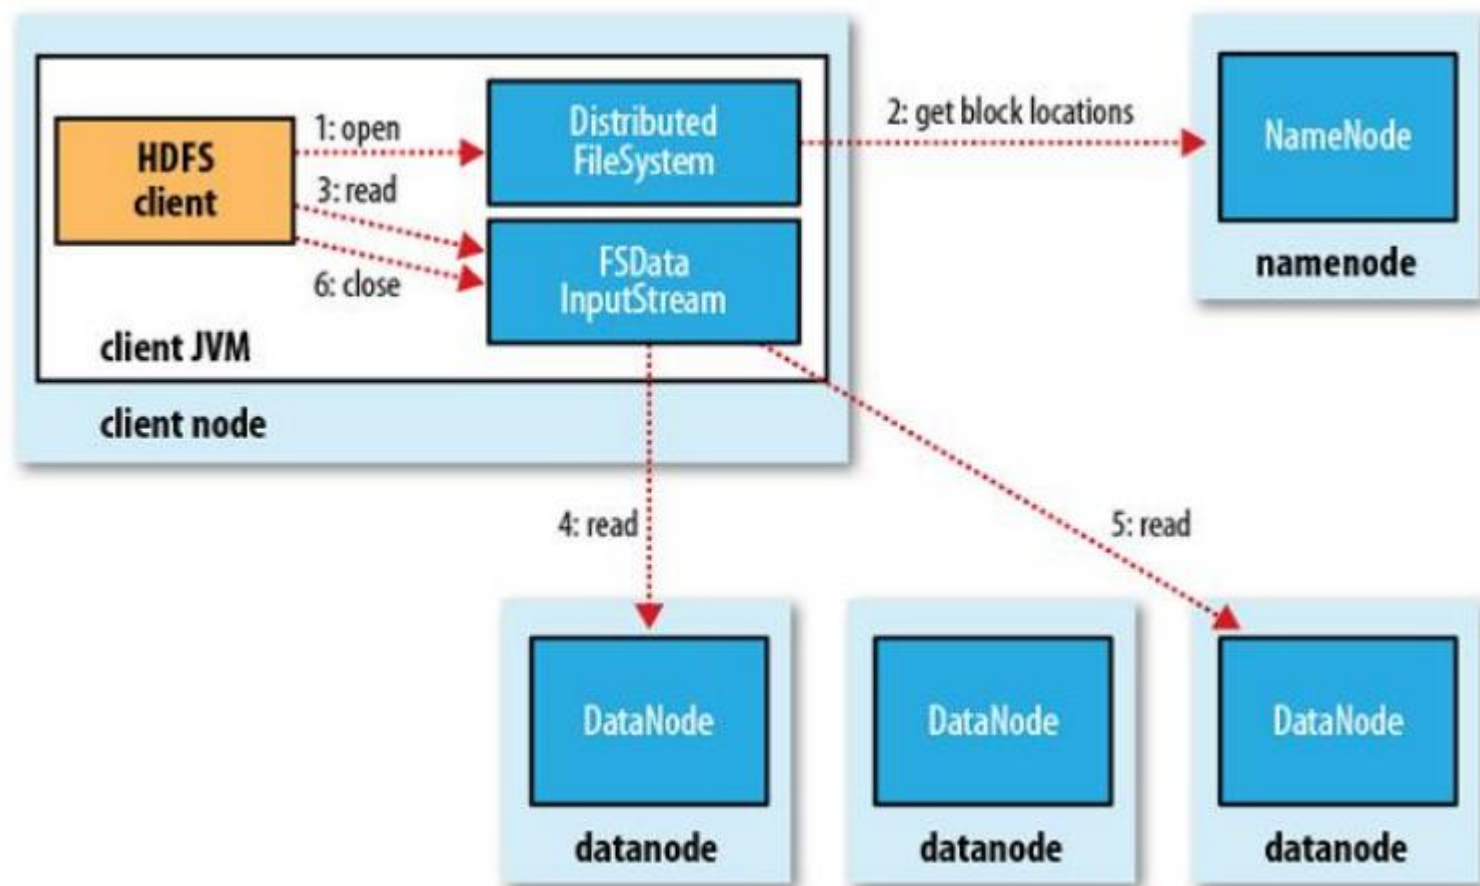 HDFS
client
1: open
3: read
6: close
Distributed
FileSystem
FSData
InputStream
client JVM
client node
2: get block locations
NameNode
namenode
4: read
5: read
DataNode
datanode
DataNode
datanode
DataNode
datanode